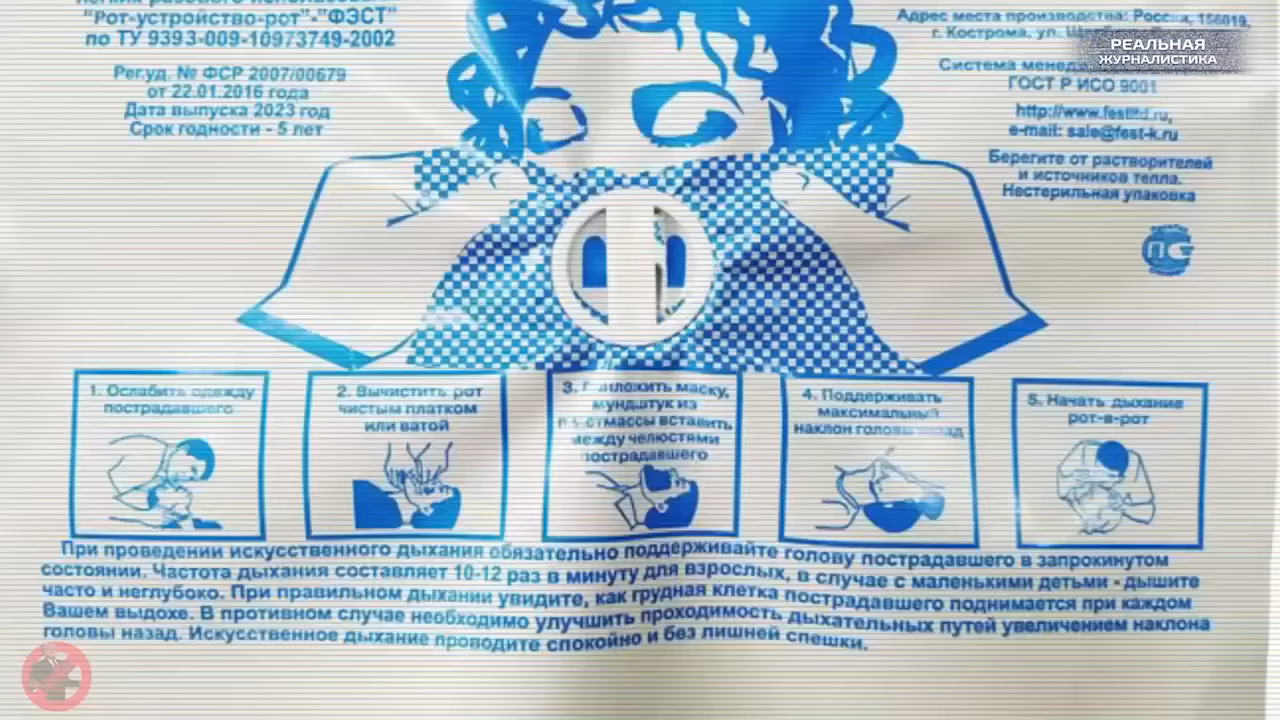 "Рот-устройство-рот"-"ФЭСТ"
по ТУ 9393-009-10973749-2002
Рег.уд. № ФСР 2007/00679
от 22.01.2016 года
Дата выпуска 2023 год
Срок годности - 5 лет
Адрес места производства: Россия, 156019,
г. Кострома, ул.
РЕАЛЬНАЯ
ЖУРНАЛИСТИКА
Система
ГОСТ Р ИСО 9001
e-mail: sale@fest-k.ru
Берегите от растворителей
и источников тепла.
Нестерильная упаковка
1. Ослабить одежду
пострадавшего
2. Вычистить рот
чистым платком
или ватой
3. Приложить маску,
мундштук из
пластмассы вставить
между челюстями
пострадавшего
4. Поддерживать
максимальный
наклон головы назад
5. Начать дыхание
рот-в-рот
При проведении искусственного дыхания обязательно поддерживайте голову пострадавшего в запрокинутом
состоянии. Частота дыхания составляет 10-12 раз в минуту для взрослых, в случае с маленькими детьми - дышите
часто и неглубоко. При правильном дыхании увидите, как грудная клетка пострадавшего поднимается при каждом
Вашем выдохе. В противном случае необходимо улучшить проходимость дыхательных путей увеличением наклона
головы назад. Искусственное дыхание проводите спокойно и без лишней спешки.